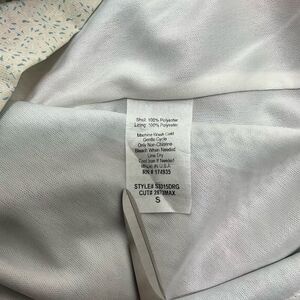 Shell: 100% Polyester
Lining: 100% Polyester
Machine Wash Cold
Gentle Cycle
Only Non-Chlorine
Bleach When Needed
Line Dry
Cool Iron If Needed
Made In U.S.A.
RN # 174935
STYLE#
CUT#
S